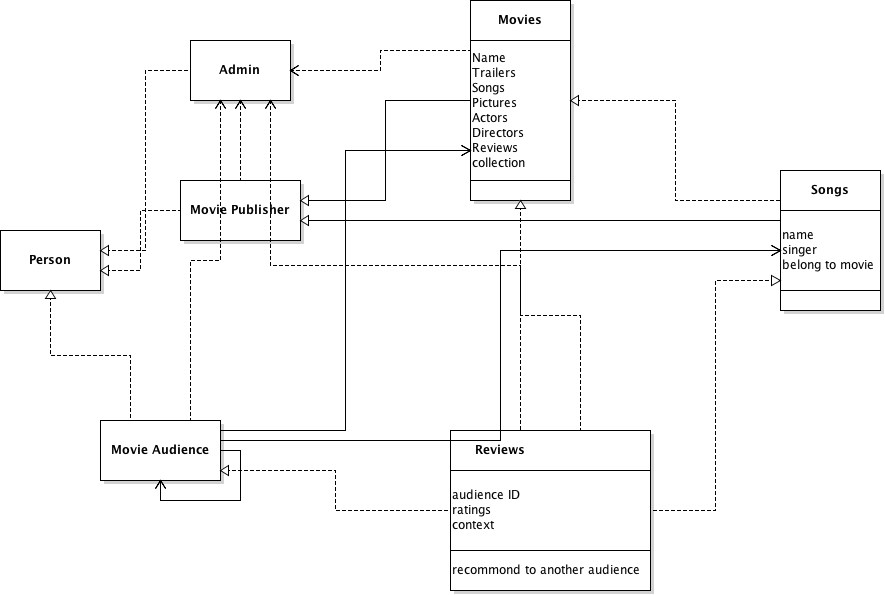 Movies
Name
Trailers
Songs
Pictures
Actors
Directors
Reviews
collection
Admin
Movie Publisher
Songs
name
singer
belong to movie
Person
Movie Audience
Reviews
audience ID
ratings
context
recommond to another audience